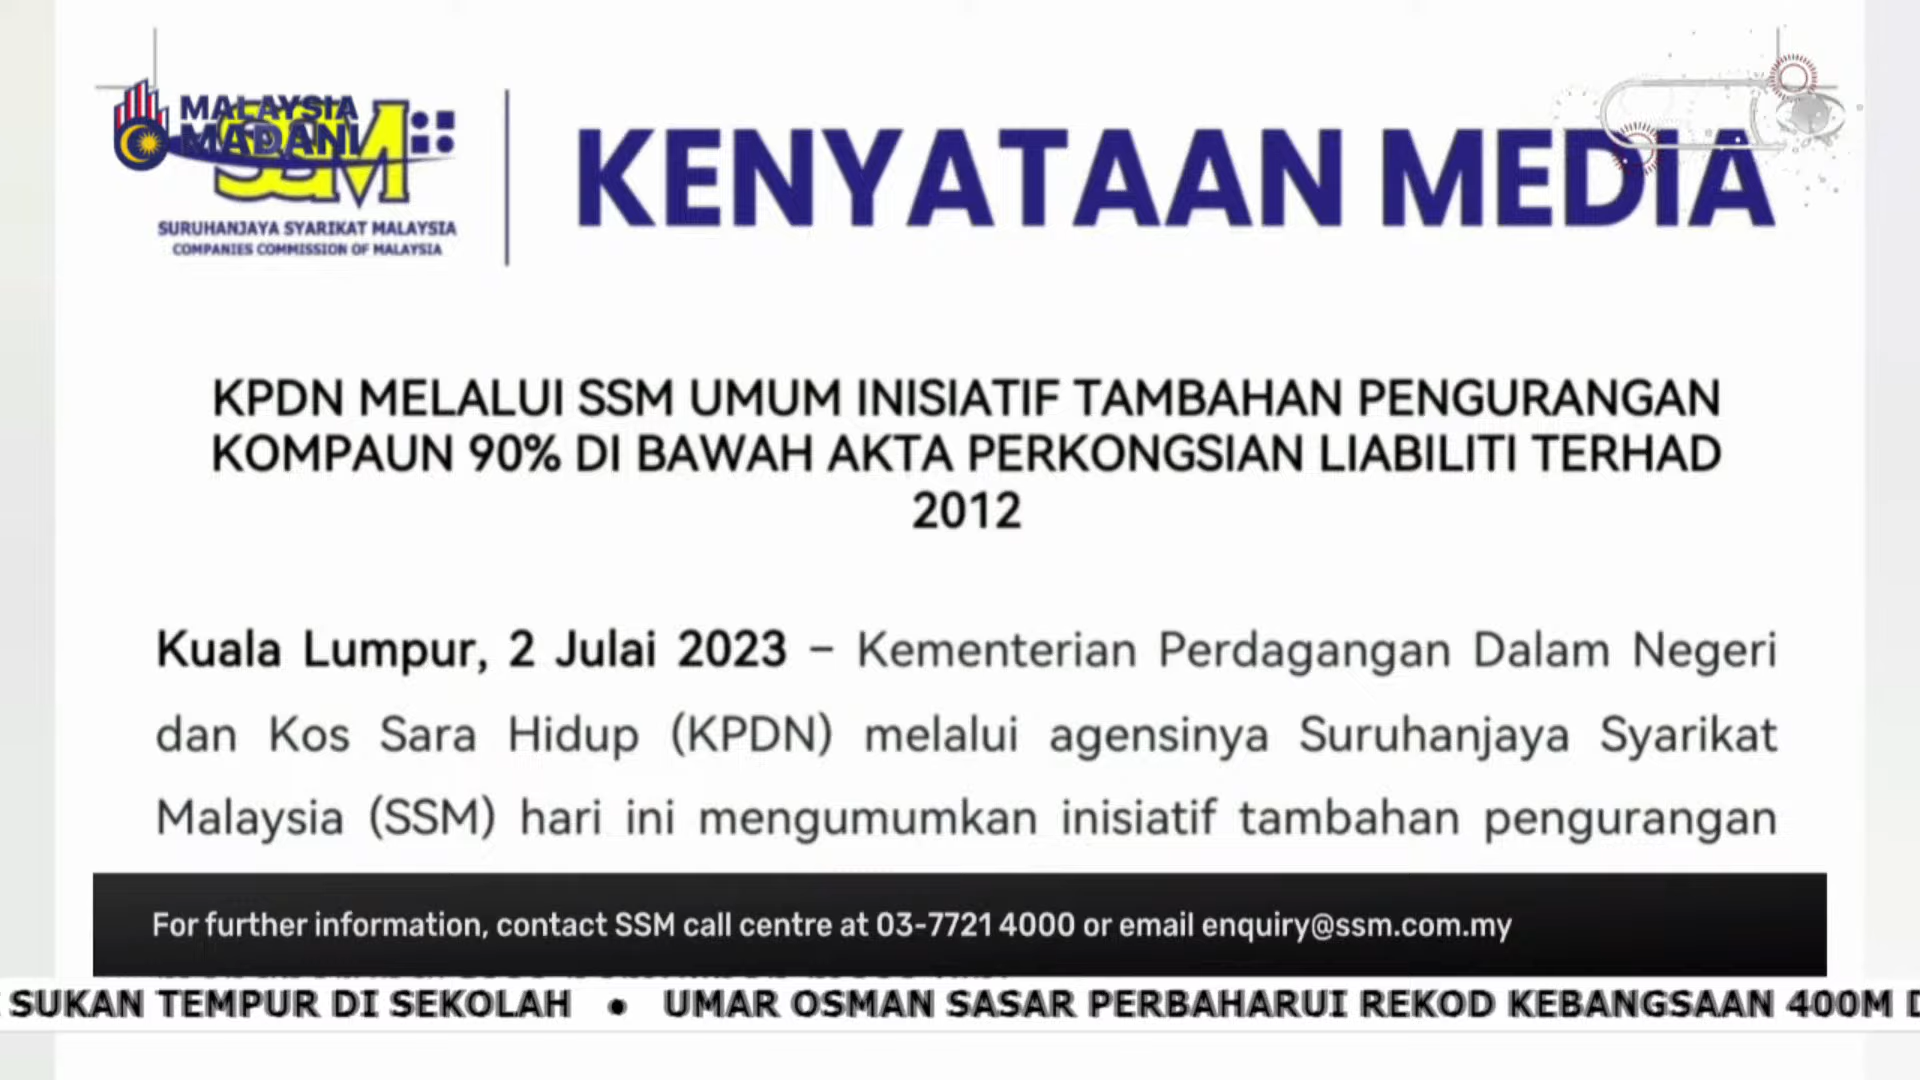 MALAYSIA
MADANI
SSM
SURUHANJAYA SYARIKAT MALAYSIA
COMPANIES COMMISSION OF MALAYSIA
KENYATAAN MEDIA
KPDN MELALUI SSM UMUM INISIATIF TAMBAHAN PENGURANGAN
KOMPAUN 90% DI BAWAH AKTA PERKONGSIAN LIABILITI TERHAD
2012
Kuala Lumpur, 2 Julai 2023 – Kementerian Perdagangan Dalam Negeri
dan Kos Sara Hidup (KPDN) melalui agensinya Suruhanjaya Syarikat
Malaysia (SSM) hari ini mengumumkan inisiatif tambahan pengurangan
For further information, contact SSM call centre at 03-7721 4000 or email enquiry@ssm.com.my
SUKAN TEMPUR DI SEKOLAH • UMAR OSMAN SASAR PERBAHARUI REKOD KEBANGSAAN 400M